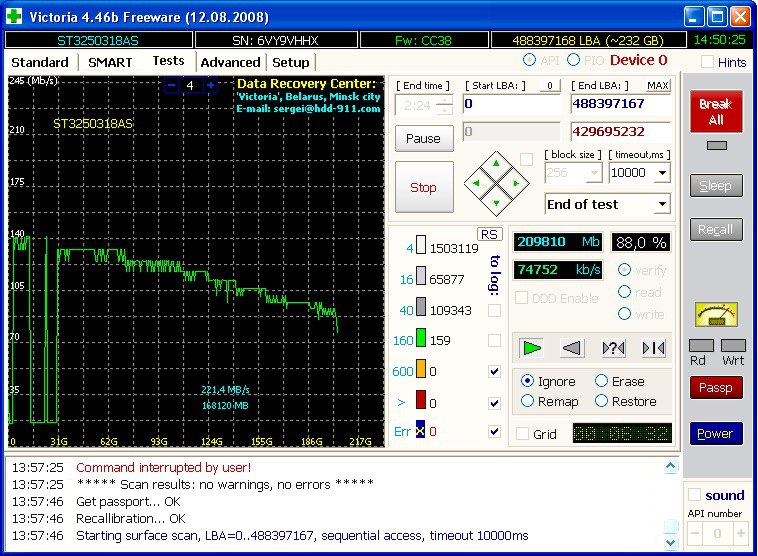 Victoria 4.46b Freeware (12.08.2008)
ST3250318AS SN: 6VY9VHHX Fw: CC38 488397168 LBA (~232 GB) 14:50:25
Standard SMART Tests Advanced Setup API PIO Device 0 Hints
245 (Mb/s)
4
Data Recovery Center:
'Victoria', Belarus, Minsk city
E-mail: sergei@hdd-911.com
ST3250318AS
210
175
140
105
70
35
221,4 MB/s
168120 MB
0 31G 62G 93G 124G 155G 186G 217G
[ End time ] [ Start LBA: ] 0 [ End LBA: ] MAX
2:24 0 488397167
Pause 0 429695232
Stop
[ block size ] [ timeout,ms ]
256 10000
End of test
RS
to log:
4 1503119
16 65877
40 109343
160 159
600 0
> 0
Err 0
209810 Mb 88,0 %
74752 kb/s verify
DDD Enable read
write
Ignore Erase
Remap Restore
Grid
Break
All
Sleep
Recall
Rd Wrt
Passp
Power
sound
API number
0
13:57:25 Command interrupted by user!
13:57:25 ***** Scan results: no warnings, no errors *****
13:57:46 Get passport... OK
13:57:46 Recallibration... OK
13:57:46 Starting surface scan, LBA=0..488397167, sequential access, timeout 10000ms